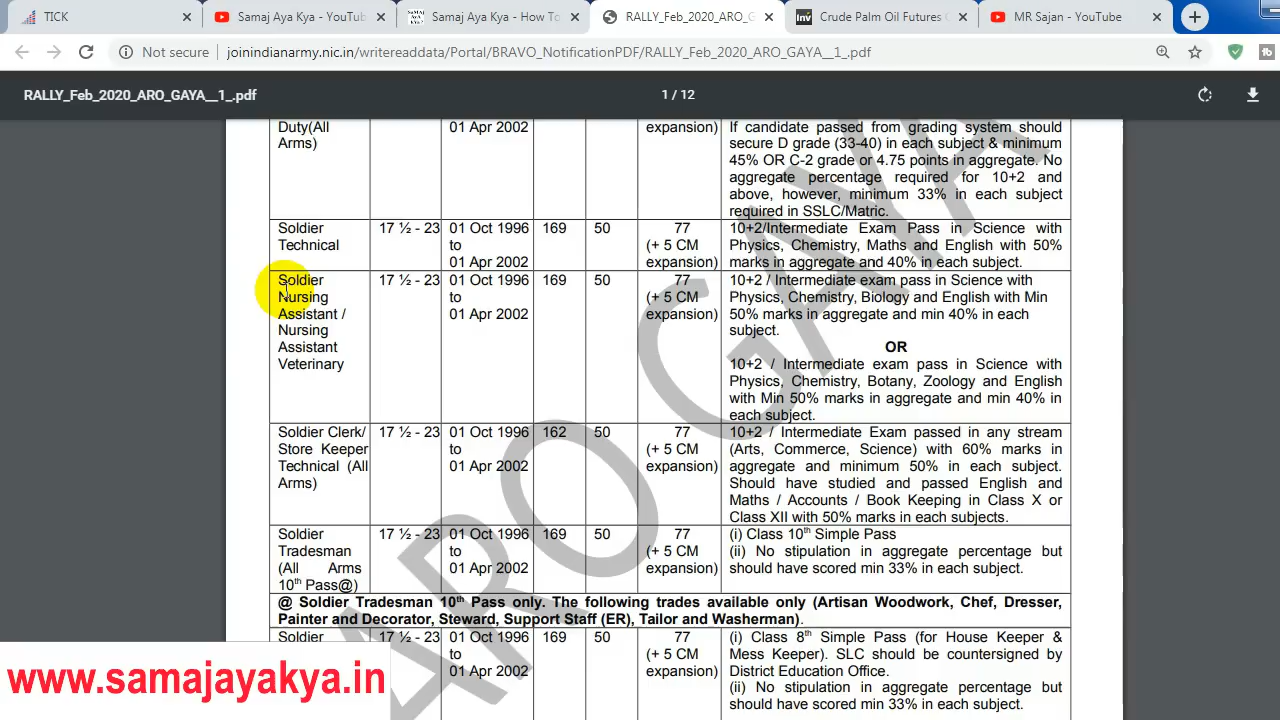 TICK
Samaj Aya Kya - YouTub
Samaj Aya Kya - How To
RALLY_Feb_2020_ARO_G
Crude Palm Oil Futures
MR Sajan - YouTube
Not secure
joinindianarmy.nic.in/writereaddata/Portal/BRAVO_NotificationPDF/RALLY_Feb_2020_ARO_GAYA__1_.pdf
RALLY_Feb_2020_ARO_GAYA__1_.pdf 1 / 12
Duty(All 01 Apr 2002 expansion) If candidate passed from grading system should
Arms) secure D grade (33-40) in each subject & minimum
45% OR C-2 grade or 4.75 points in aggregate. No
aggregate percentage required for 10+2 and
above, however, minimum 33% in each subject
required in SSLC/Matric.
Soldier 17 ½ - 23 01 Oct 1996 169 50 77 10+2/Intermediate Exam Pass in Science with
Technical to (+ 5 CM Physics, Chemistry, Maths and English with 50%
01 Apr 2002 expansion) marks in aggregate and 40% in each subject.
Soldier 17 ½ - 23 01 Oct 1996 169 50 77 10+2 / Intermediate exam pass in Science with
Nursing to (+ 5 CM Physics, Chemistry, Biology and English with Min
Assistant / 01 Apr 2002 expansion) 50% marks in aggregate and min 40% in each
Nursing subject.
Assistant OR
Veterinary 10+2 / Intermediate exam pass in Science with
Physics, Chemistry, Botany, Zoology and English
with Min 50% marks in aggregate and min 40% in
each subject.
Soldier Clerk/ 17 ½ - 23 01 Oct 1996 162 50 77 10+2 / Intermediate Exam passed in any stream
Store Keeper to (+ 5 CM (Arts, Commerce, Science) with 60% marks in
Technical (All 01 Apr 2002 expansion) aggregate and minimum 50% in each subject.
Arms) Should have studied and passed English and
Maths / Accounts / Book Keeping in Class X or
Class XII with 50% marks in each subjects.
Soldier 17 ½ - 23 01 Oct 1996 169 50 77 (i) Class 10th Simple Pass
Tradesman to (+ 5 CM (ii) No stipulation in aggregate percentage but
(All Arms 01 Apr 2002 expansion) should have scored min 33% in each subject.
10th Pass@)
@ Soldier Tradesman 10th Pass only. The following trades available only (Artisan Woodwork, Chef, Dresser,
Painter and Decorator, Steward, Support Staff (ER), Tailor and Washerman).
Soldier 17 ½ - 23 01 Oct 1996 169 50 77 (i) Class 8th Simple Pass (for House Keeper &
to (+ 5 CM Mess Keeper). SLC should be countersigned by
01 Apr 2002 expansion) District Education Office.
(ii) No stipulation in aggregate percentage but
should have scored min 33% in each subject.
ARO GAYA
www.samajayakya.in